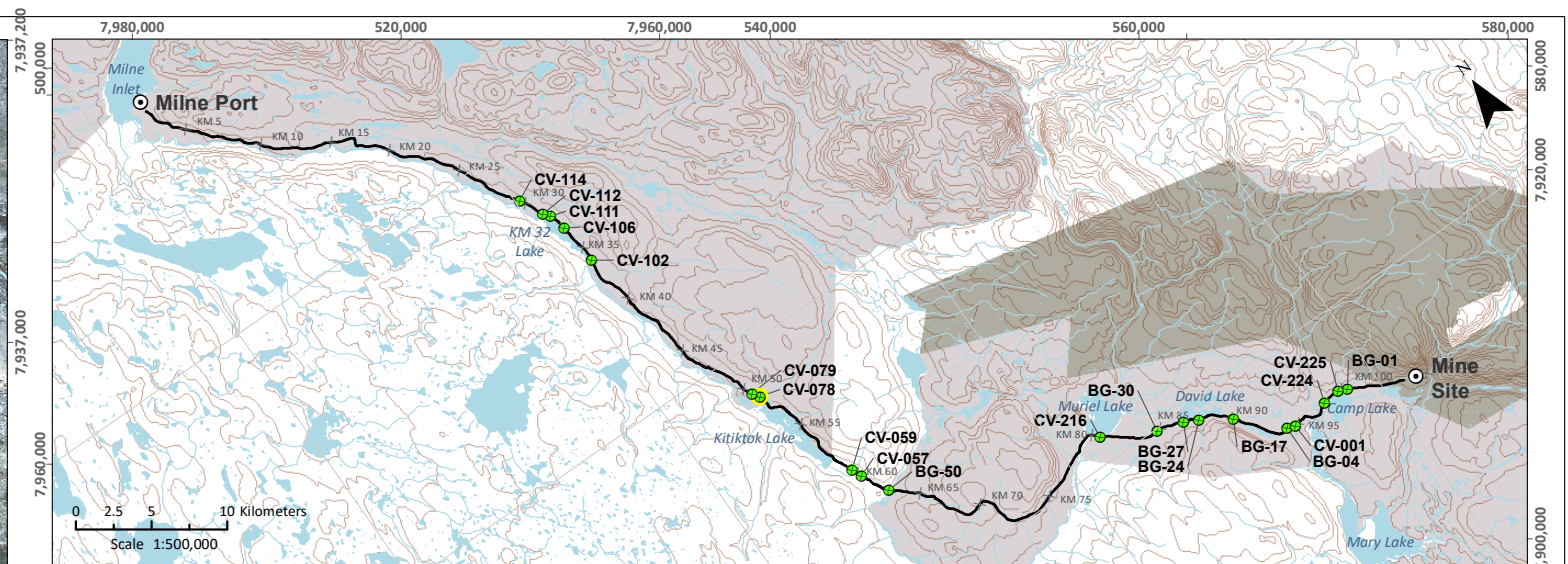 7,980,000
520,000
7,960,000
540,000
560,000
580,000
7,937,200
500,000
7,937,000
7,960,000
580,000
7,920,000
,900,000
N
Milne
Inlet
Milne Port
KM 5
KM 10
KM 15
KM 20
KM 25
CV-114
KM 30
CV-112
CV-111
CV-106
KM 32
Lake
KM 35
CV-102
KM 40
KM 45
CV-079
KM 50
CV-078
KM 55
Kitiktok Lake
CV-059
CV-057
KM 60
BG-50
KM 65
KM 70
KM 75
BG-30
Muriel Lake
CV-216
KM 80
David Lake
KM 85
KM 90
BG-27
BG-24
BG-17
CV-225
CV-224
BG-01
KM 100
Mine
Site
Camp Lake
KM 95
CV-001
BG-04
Mary Lake
0 2.5 5 10 Kilometers
Scale 1:500,000